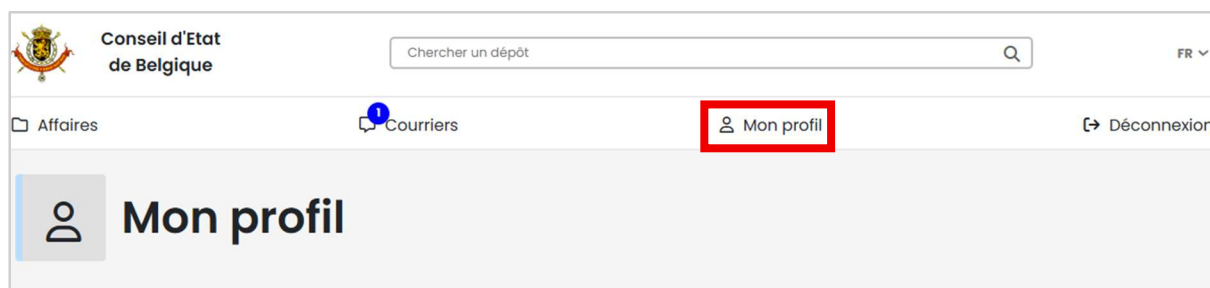 Conseil d'Etat
de Belgique
Chercher un dépôt
FR
Affaires
1
Courriers
Mon profil
Déconnexion
Mon profil